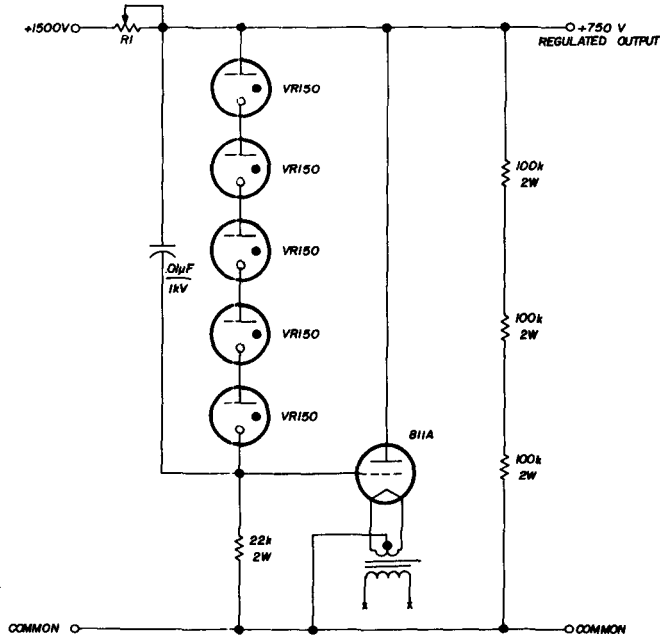 +1500V
R1
+750 V
REGULATED OUTPUT
VR150
VR150
VR150
VR150
VR150
.01µF
1kV
100k
2W
100k
2W
100k
2W
811A
22k
2W
COMMON
COMMON